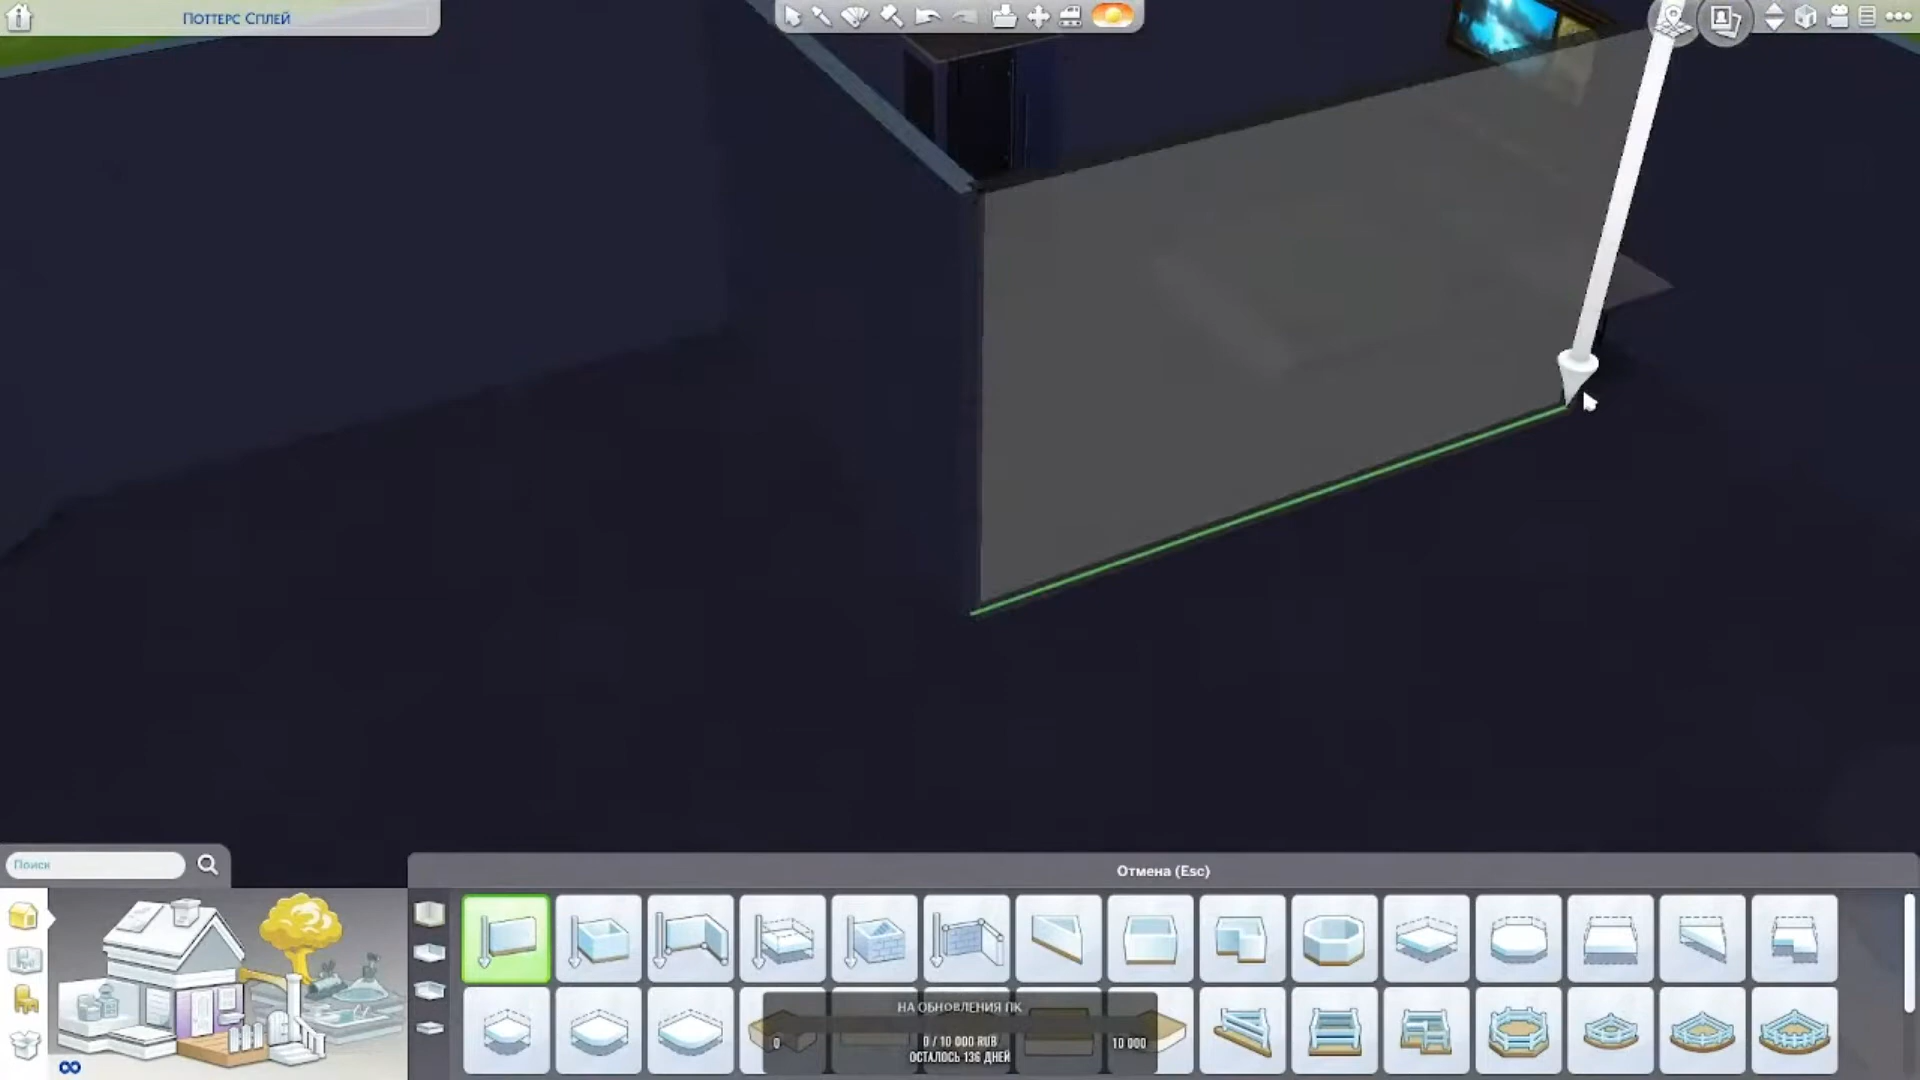 Поттерс Сплей
Поиск
Отмена (Esc)
НА ОБНОВЛЕНИЯ ПК
0
0 / 10 000 RUB
10 000
ОСТАЛОСЬ 136 ДНЕЙ